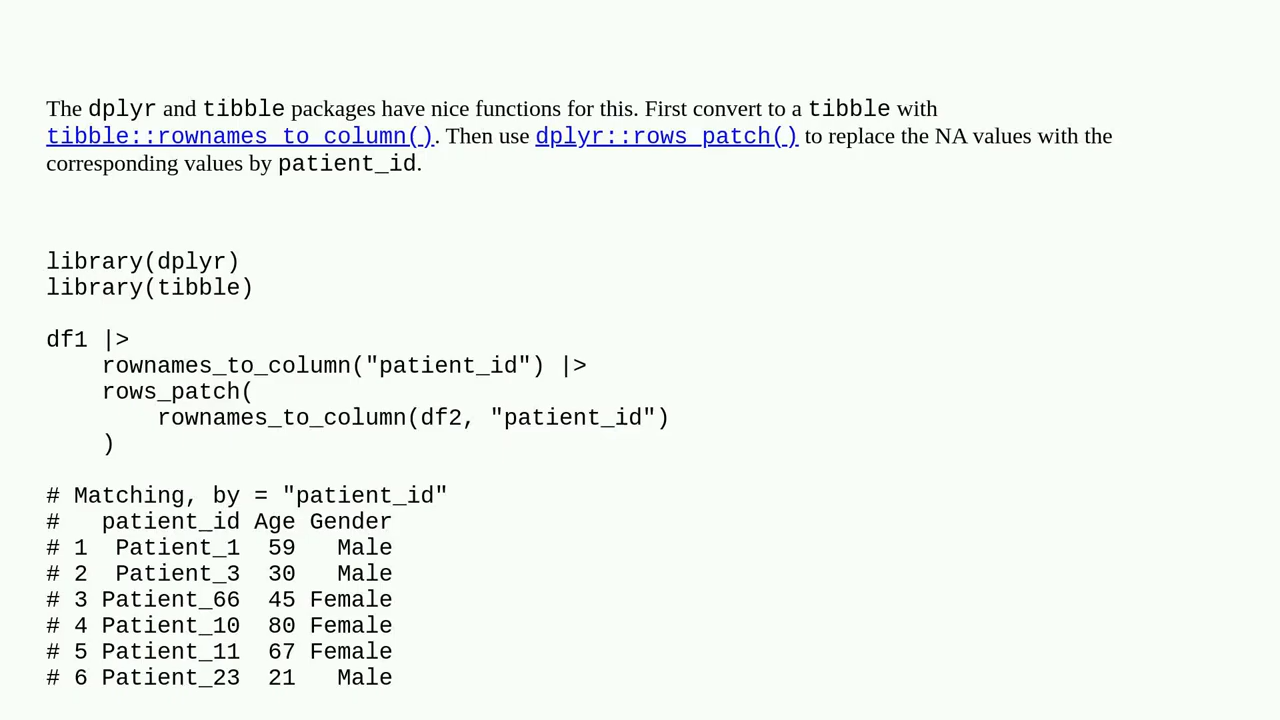 The dplyr and tibble packages have nice functions for this. First convert to a tibble with
tibble::rownames_to_column(). Then use dplyr::rows_patch() to replace the NA values with the
corresponding values by patient_id.
library(dplyr)
library(tibble)
df1 |>
    rownames_to_column("patient_id") |>
    rows_patch(
        rownames_to_column(df2, "patient_id")
    )
# Matching, by = "patient_id"
#   patient_id Age Gender
# 1  Patient_1  59   Male
# 2  Patient_3  30   Male
# 3 Patient_66  45 Female
# 4 Patient_10  80 Female
# 5 Patient_11  67 Female
# 6 Patient_23  21   Male